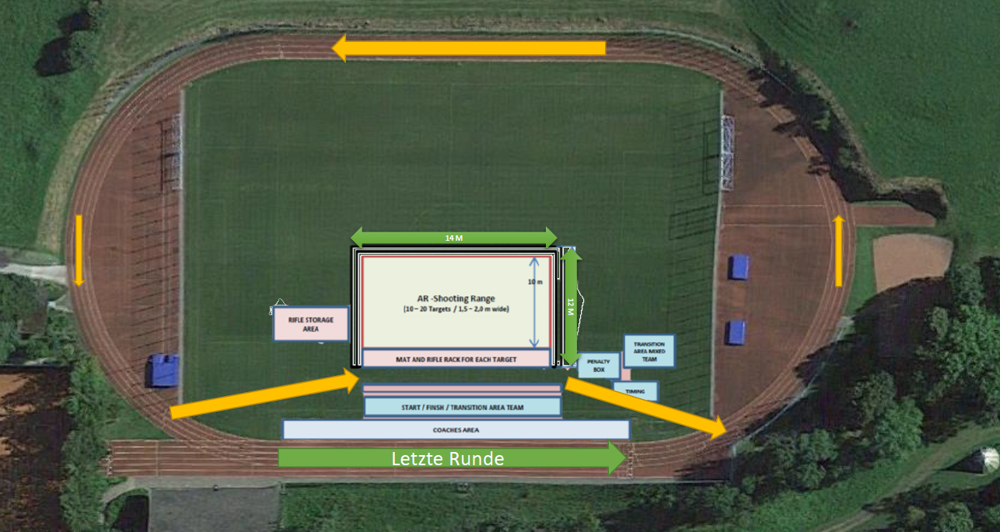 14 M
10 m
AR -Shooting Range
(10 – 20 Targets / 1,5 – 2,0 m wide)
12 M
RIFLE STORAGE
AREA
MAT AND RIFLE RACK FOR EACH TARGET
TRANSITION
AREA MIXED
TEAM
PENALTY
BOX
TIMING
START / FINSH / TRANSITION AREA TEAM
COACHES AREA
Letzte Runde